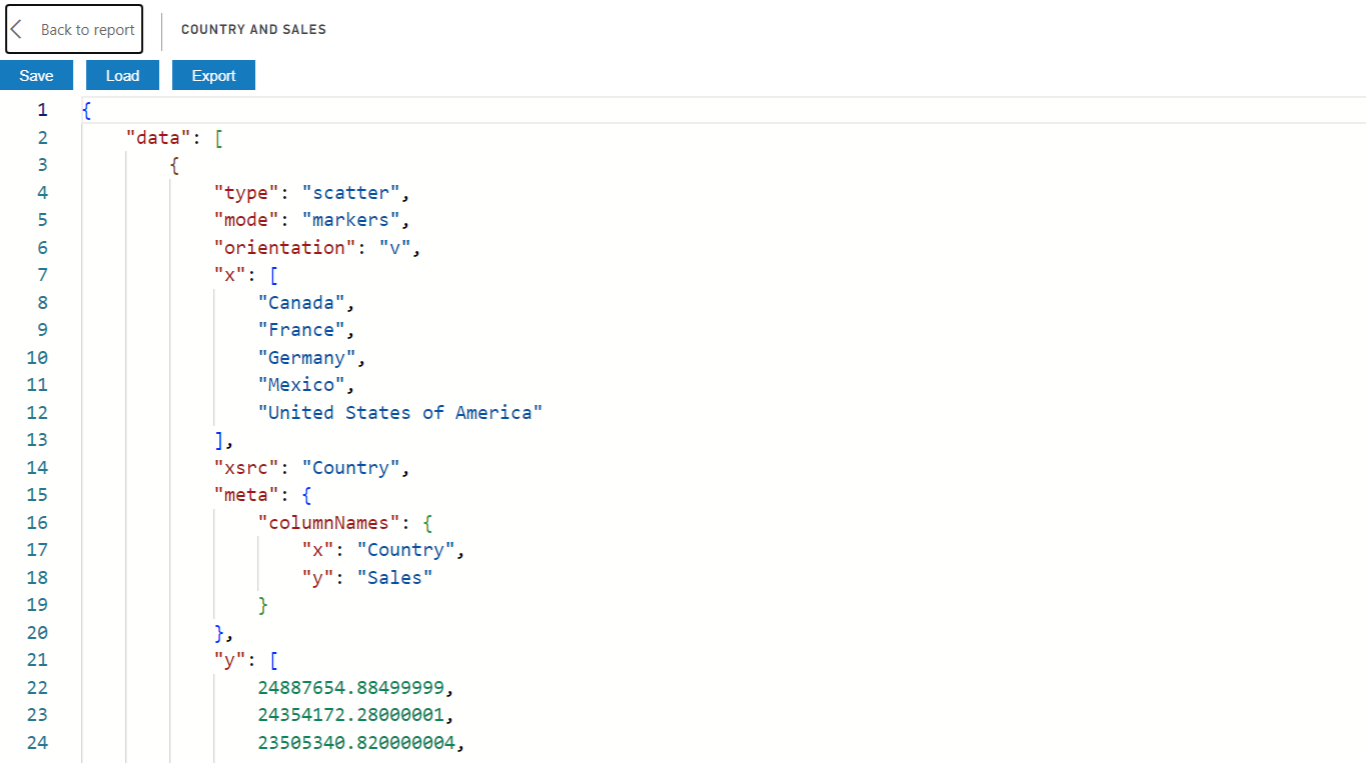 Back to report
COUNTRY AND SALES
Save Load Export
1 {
2 "data": [
3 {
4 "type": "scatter",
5 "mode": "markers",
6 "orientation": "v",
7 "x": [
8 "Canada",
9 "France",
10 "Germany",
11 "Mexico",
12 "United States of America"
13 ],
14 "xsrc": "Country",
15 "meta": {
16 "columnNames": {
17 "x": "Country",
18 "y": "Sales"
19 }
20 },
21 "y": [
22 24887654.88499999,
23 24354172.28000001,
24 23505340.820000004,